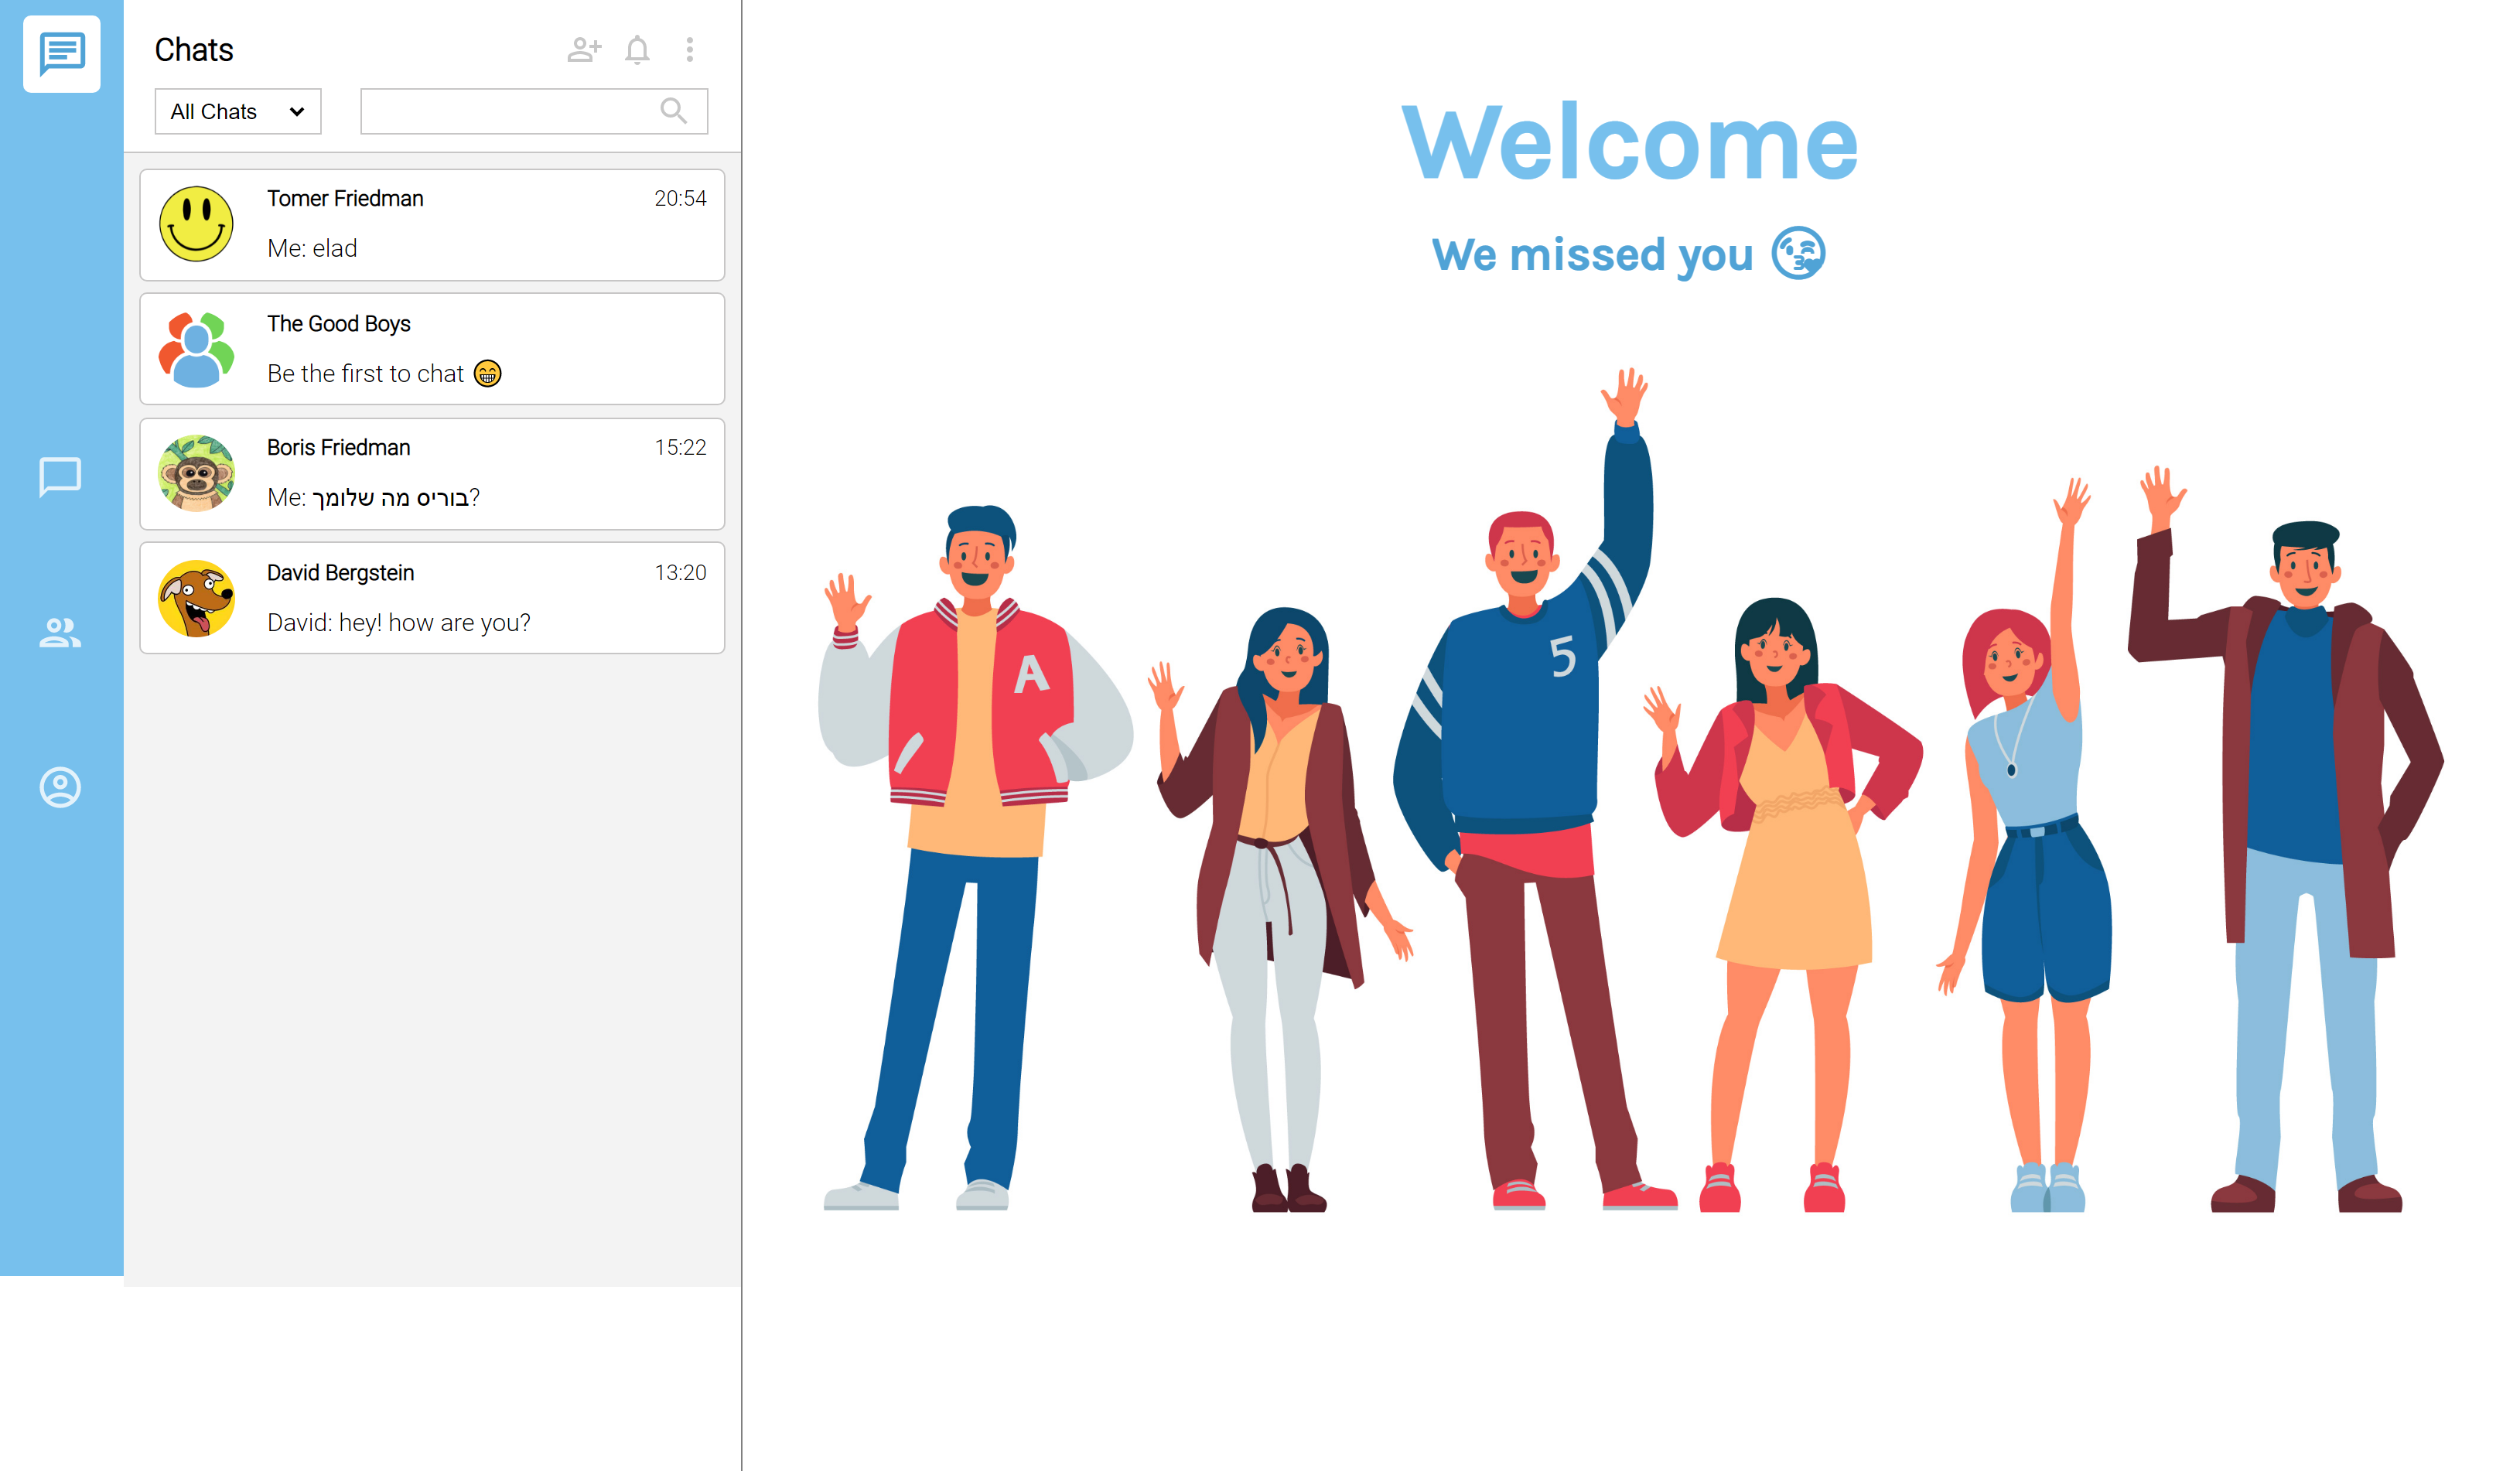 Chats
All Chats
Tomer Friedman 20:54
Me: elad
The Good Boys
Be the first to chat 😁
Boris Friedman 15:22
Me: בוריס מה שלומך?
David Bergstein 13:20
David: hey! how are you?
Welcome
We missed you 😘
A
5